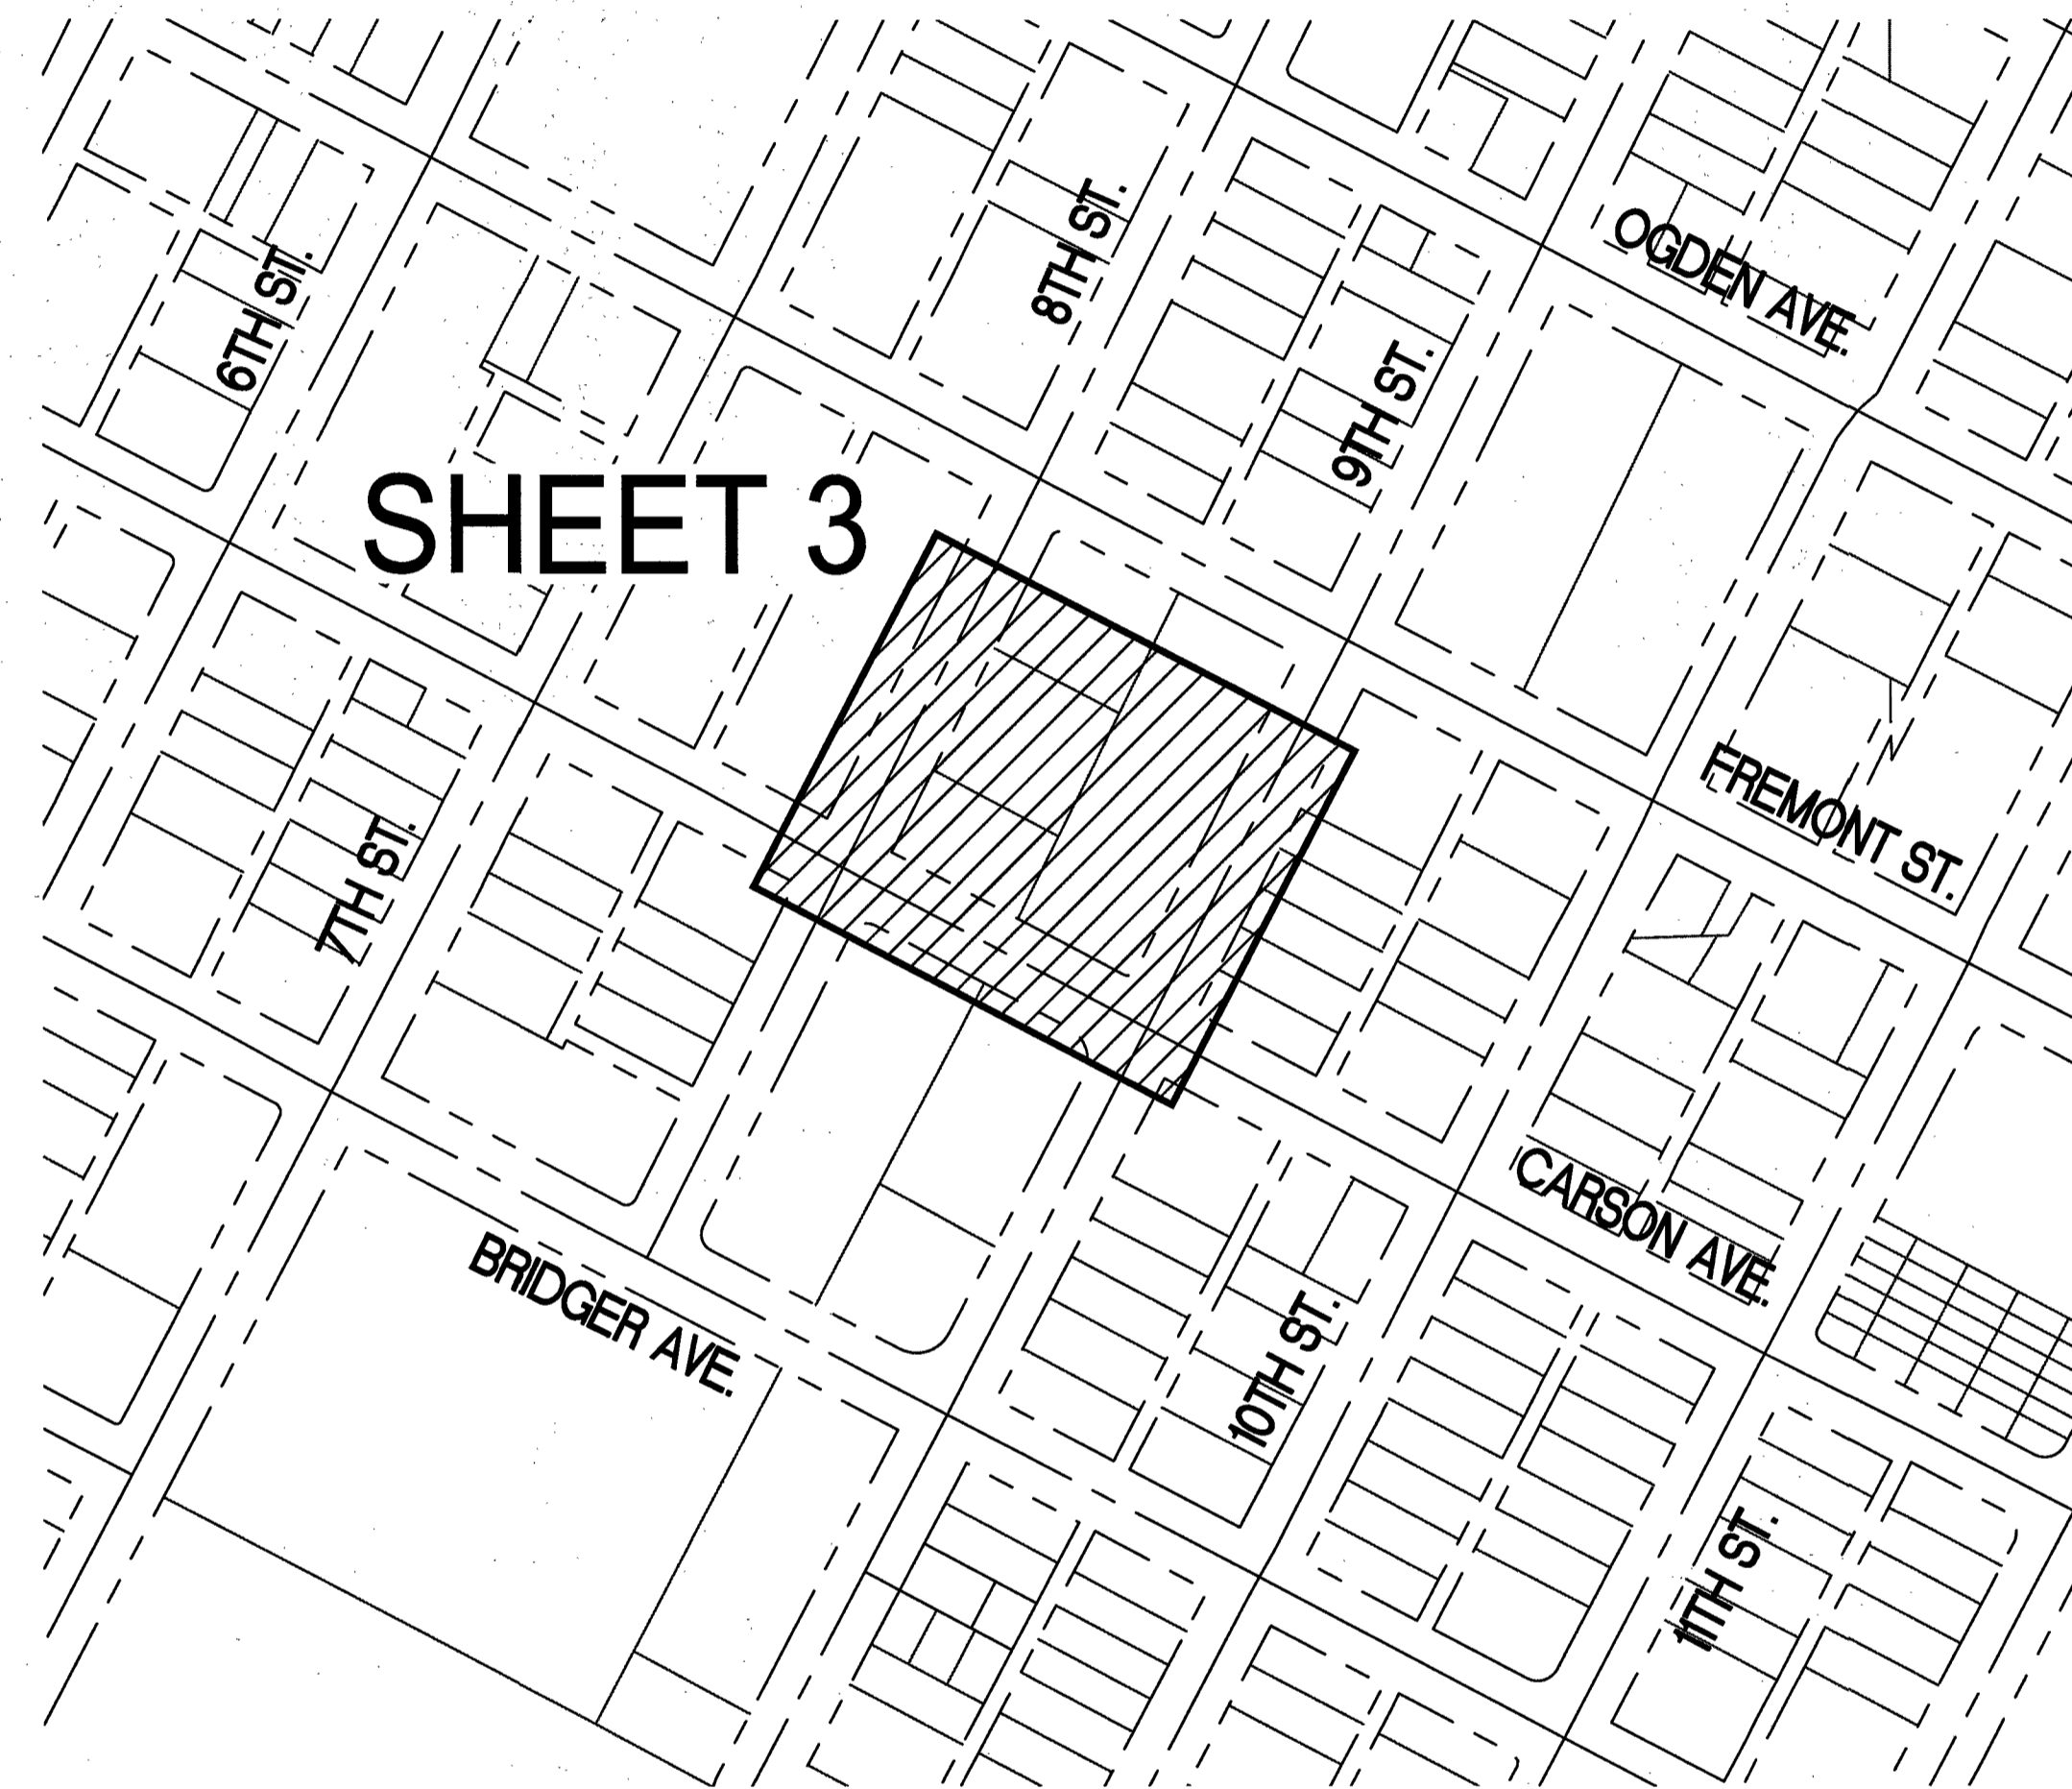 8TH ST.
OGDEN AVE.
6TH ST.
9TH ST.
SHEET 3
FREMONT ST.
7TH ST.
CARSON AVE.
BRIDGER AVE.
10TH ST.
11TH ST.
N